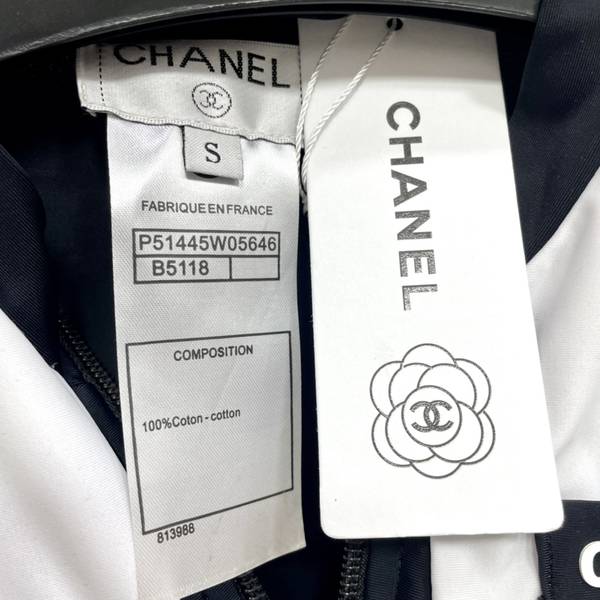 CHANEL
S
FABRIQUE EN FRANCE
P51445W05646
B5118
COMPOSITION
100%Coton-cotton
813988
CHANEL